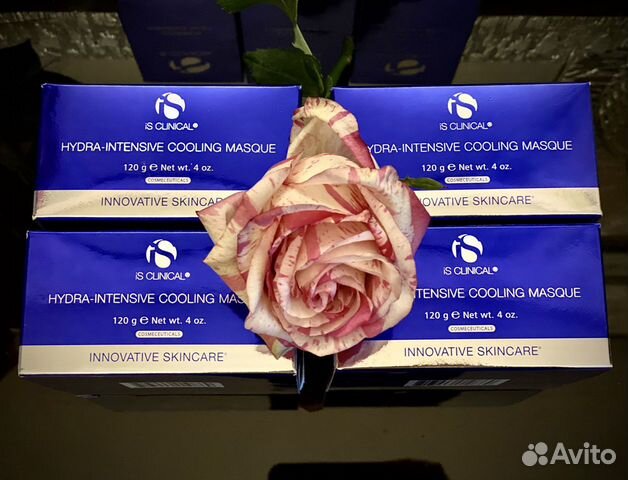 iS CLINICAL®
HYDRA-INTENSIVE COOLING MASQUE
120 g e Net wt. 4 oz.
COSMECEUTICALS
INNOVATIVE SKINCARE®
iS CLINICAL®
HYDRA-INTENSIVE COOLING MASQUE
120 g e Net wt. 4 oz.
COSMECEUTICALS
INNOVATIVE SKINCARE®
iS CLINICAL®
HYDRA-INTENSIVE COOLING MAS
120 g e Net wt. 4 oz.
COSMECEUTICALS
INNOVATIVE SKINCARE®
iS CLINICAL®
TENSIVE COOLING MASQUE
120 g e Net wt. 4 oz.
COSMECEUTICALS
INNOVATIVE SKINCARE®
Avito